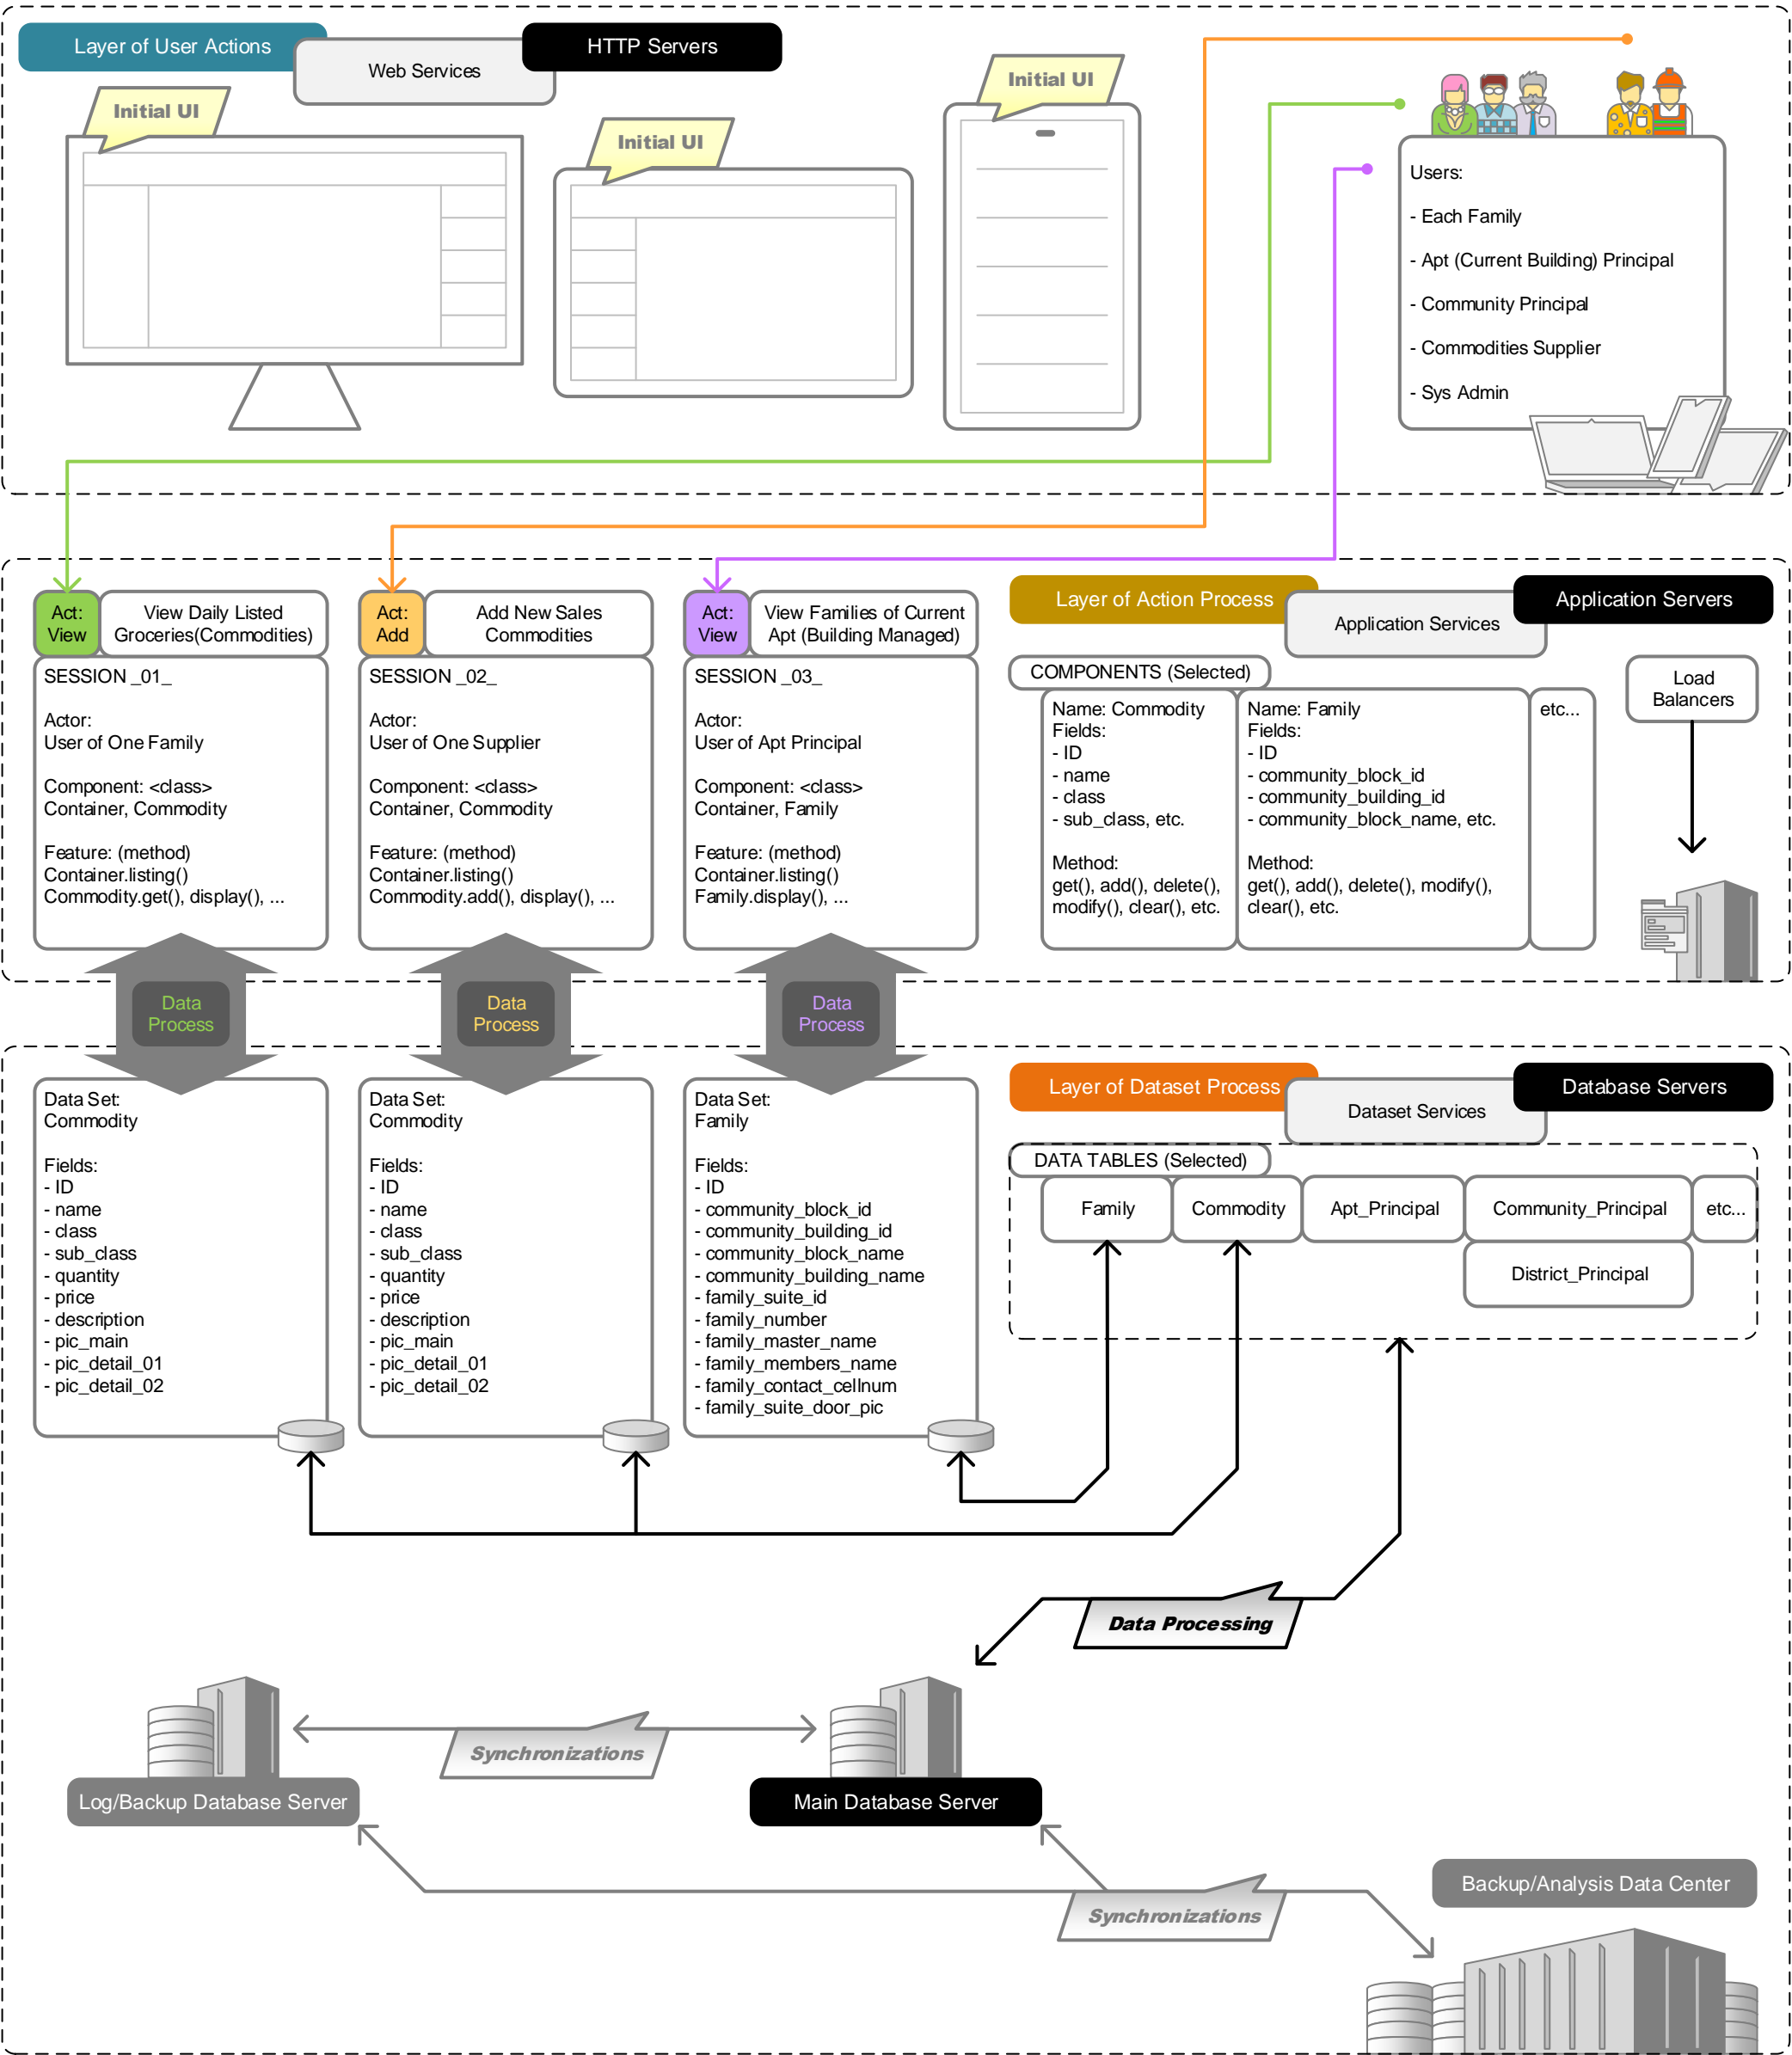 Layer of User Actions
Web Services
HTTP Servers
Initial UI
Initial UI
Initial UI
Users:
- Each Family
- Apt (Current Building) Principal
- Community Principal
- Commodities Supplier
- Sys Admin
Act:
View
View Daily Listed
Groceries(Commodities)
SESSION _01_
Actor:
User of One Family
Component: <class>
Container, Commodity
Feature: (method)
Container.listing()
Commodity.get(), display(), ...
Act:
Add
Add New Sales
Commodities
SESSION _02_
Actor:
User of One Supplier
Component: <class>
Container, Commodity
Feature: (method)
Container.listing()
Commodity.add(), display(), ...
Act:
View
View Families of Current
Apt (Building Managed)
SESSION _03_
Actor:
User of Apt Principal
Component: <class>
Container, Family
Feature: (method)
Container.listing()
Family.display(), ...
Layer of Action Process
Application Services
Application Servers
COMPONENTS (Selected)
Name: Commodity
Fields:
- ID
- name
- class
- sub_class, etc.
Method:
get(), add(), delete(),
modify(), clear(), etc.
Name: Family
Fields:
- ID
- community_block_id
- community_building_id
- community_block_name, etc.
Method:
get(), add(), delete(), modify(),
clear(), etc.
etc...
Load
Balancers
Data
Process
Data
Process
Data
Process
Data Set:
Commodity
Fields:
- ID
- name
- class
- sub_class
- quantity
- price
- description
- pic_main
- pic_detail_01
- pic_detail_02
Data Set:
Commodity
Fields:
- ID
- name
- class
- sub_class
- quantity
- price
- description
- pic_main
- pic_detail_01
- pic_detail_02
Data Set:
Family
Fields:
- ID
- community_block_id
- community_building_id
- community_block_name
- community_building_name
- family_suite_id
- family_number
- family_master_name
- family_members_name
- family_contact_cellnum
- family_suite_door_pic
Layer of Dataset Process
Dataset Services
Database Servers
DATA TABLES (Selected)
Family
Commodity
Apt_Principal
Community_Principal
etc...
District_Principal
Data Processing
Synchronizations
Log/Backup Database Server
Main Database Server
Synchronizations
Backup/Analysis Data Center